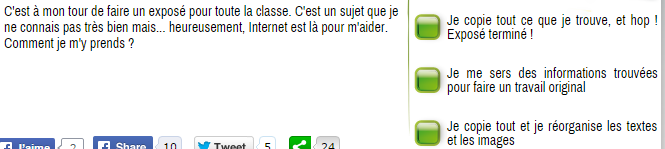 C'est à mon tour de faire un exposé pour toute la classe. C'est un sujet que je
ne connais pas très bien mais... heureusement, Internet est là pour m'aider.
Comment je m'y prends ?
Je copie tout ce que je trouve, et hop !
Exposé terminé !
Je me sers des informations trouvées
pour faire un travail original
Je copie tout et je réorganise les textes
et les images
J'aime 2 Share 10 Tweet 5 24